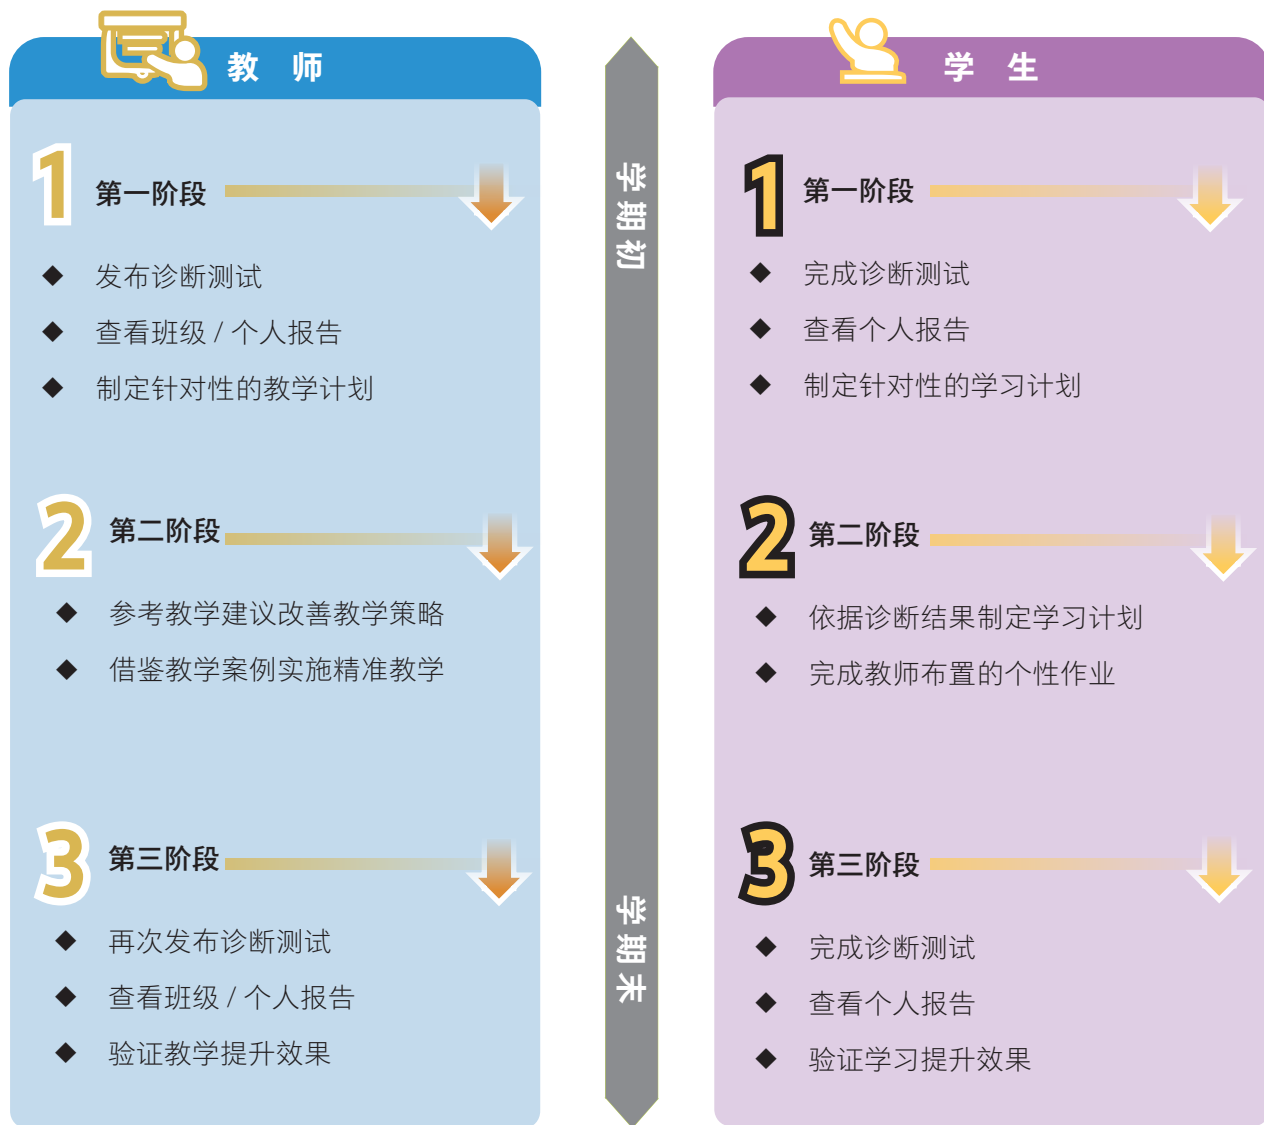 教 师
1
第一阶段
◆ 发布诊断测试
◆ 查看班级 / 个人报告
◆ 制定针对性的教学计划
2
第二阶段
◆ 参考教学建议改善教学策略
◆ 借鉴教学案例实施精准教学
3
第三阶段
◆ 再次发布诊断测试
◆ 查看班级 / 个人报告
◆ 验证教学提升效果
学期初
学期末
学 生
1
第一阶段
◆ 完成诊断测试
◆ 查看个人报告
◆ 制定针对性的学习计划
2
第二阶段
◆ 依据诊断结果制定学习计划
◆ 完成教师布置的个性作业
3
第三阶段
◆ 完成诊断测试
◆ 查看个人报告
◆ 验证学习提升效果